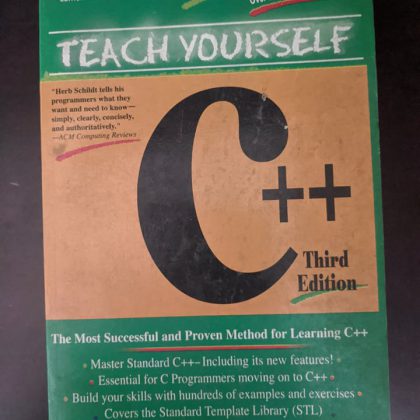 TEACH YOURSELF
"Herb Schildt tells his
programmers what they
want and need to know—
simply, clearly, concisely,
and authoritatively."
—ACM Computing Reviews
C++
Third
Edition
The Most Successful and Proven Method for Learning C++
• Master Standard C++– Including its new features! •
• Essential for C Programmers moving on to C++ •
• Build your skills with hundreds of examples and exercises •
Covers the Standard Template Library (STL)